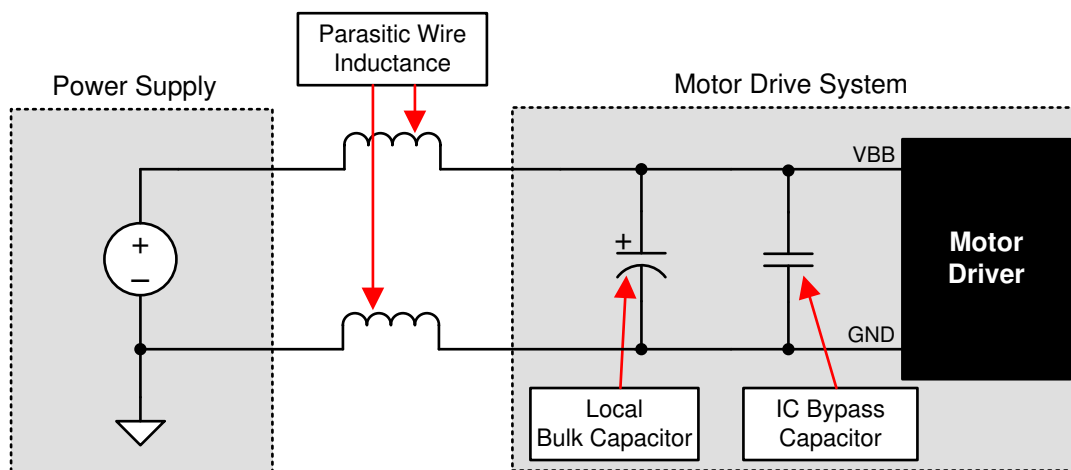 Parasitic Wire
Inductance
Power Supply
Motor Drive System
VBB
+
–
+
Motor
Driver
GND
Local
Bulk Capacitor
IC Bypass
Capacitor